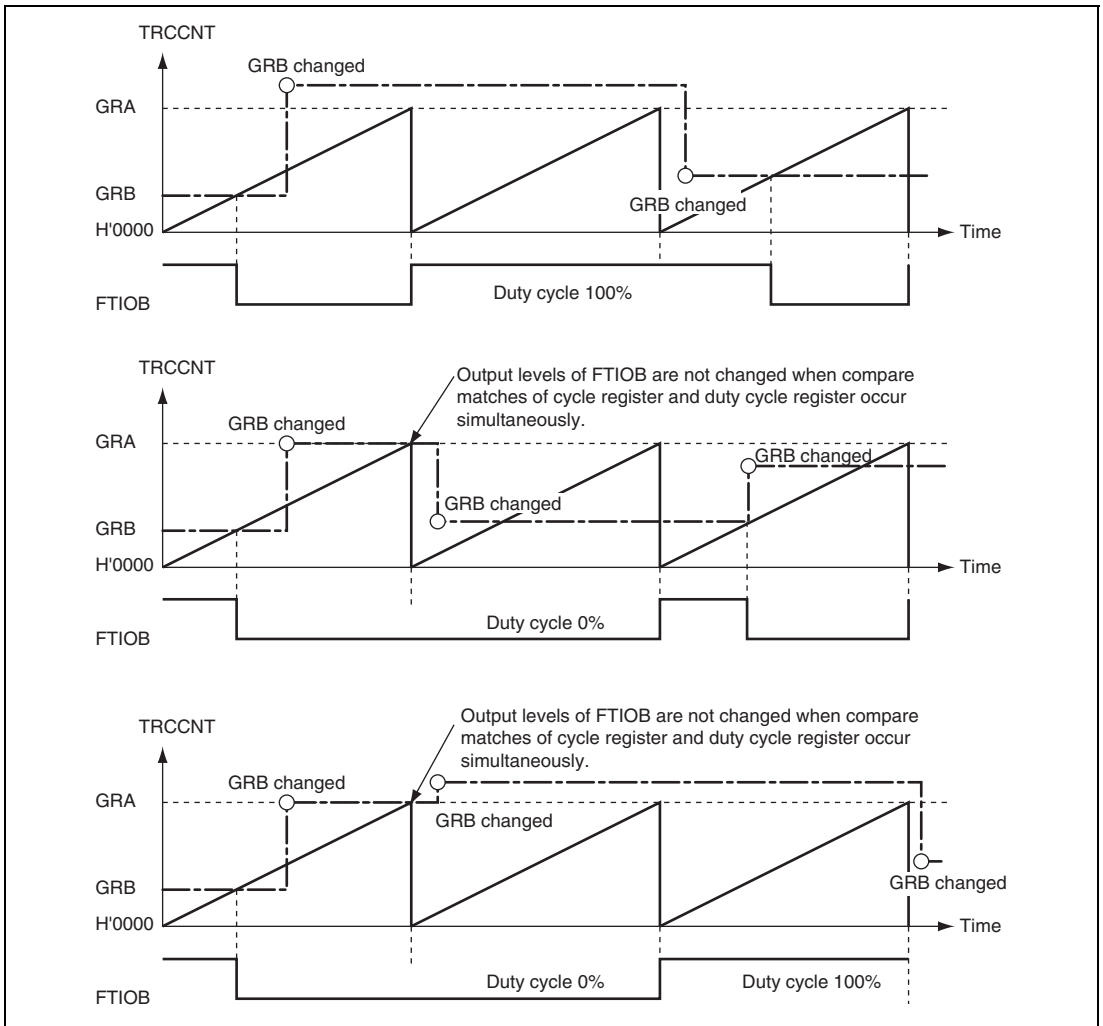 TRCCNT
GRB changed
GRA
GRB
GRB changed
H'0000
Time
FTIOB
Duty cycle 100%
TRCCNT
Output levels of FTIOB are not changed when compare
matches of cycle register and duty cycle register occur
simultaneously.
GRB changed
GRA
GRB changed
GRB changed
GRB
H'0000
Time
FTIOB
Duty cycle 0%
TRCCNT
Output levels of FTIOB are not changed when compare
matches of cycle register and duty cycle register occur
simultaneously.
GRB changed
GRA
GRB changed
GRB
GRB changed
H'0000
Time
FTIOB
Duty cycle 0%
Duty cycle 100%